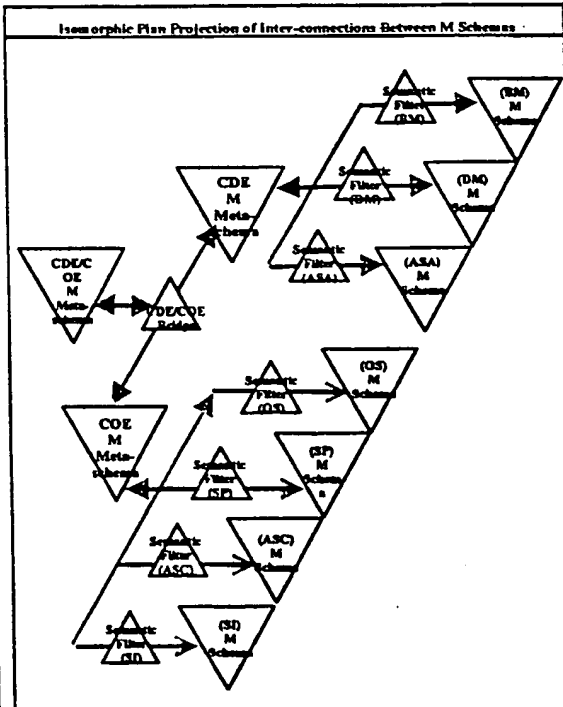 Isomorphic Plan Projection of Inter-connections Between M Schemas
Semantic
Filter
(BM)
(BM)
M
Schema
CDE
M
Meta-
schema
Semantic
Filter
(DM)
(DM)
M
Schema
Semantic
Filter
(ASA)
(ASA)
M
Schema
CDE/C
OE
M
Meta-
schema
CDE/COE
Bridge
Semantic
Filter
(OS)
(OS)
M
Schema
COE
M
Meta-
schema
Semantic
Filter
(SP)
(SP)
M
Schem
a
Semantic
Filter
(ASC)
(ASC)
M
Schema
Semantic
Filter
(SI)
(SI)
M
Schema